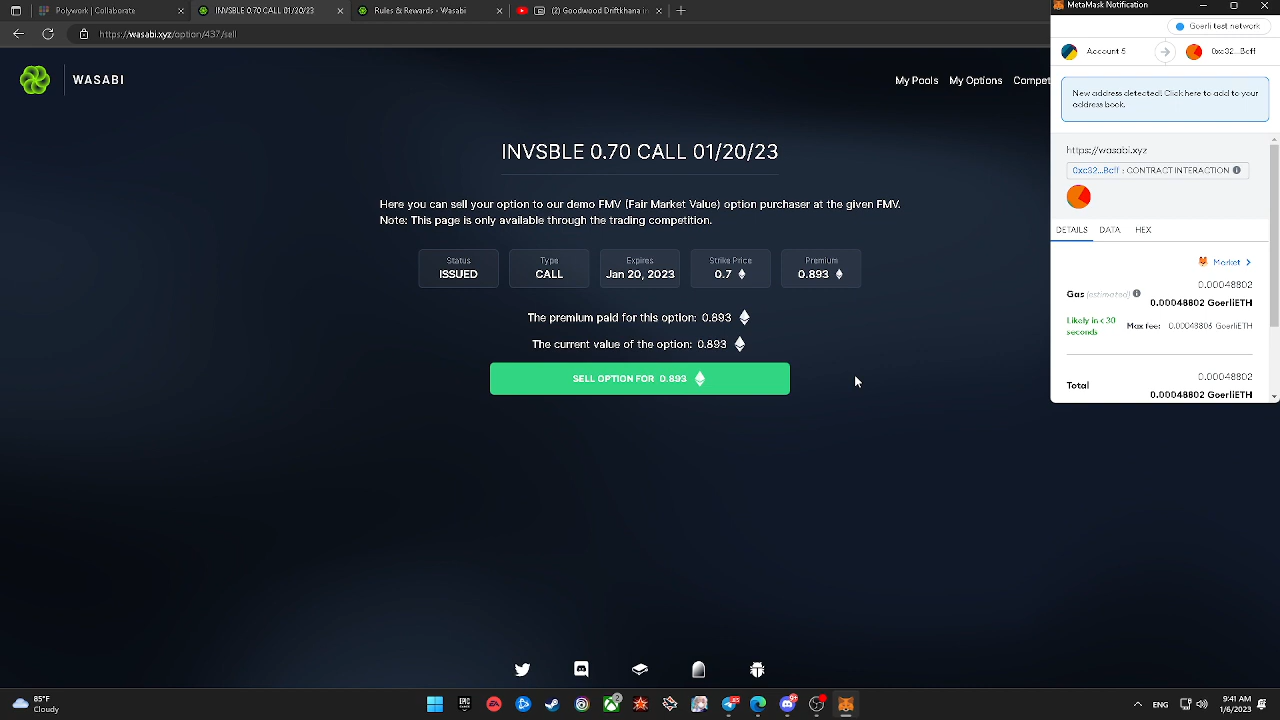 Polywork | Collaborate
INVSBLE 0.70 CALL 01/20/23
Rules & Rewards - Wasabi
(2) Goodwood Driftkhana in
MetaMask Notification
https://wasabi.xyz/option/437/sell
Goerli test network
Account 5
0xc32...Bcff
WASABI
My Pools
My Options
Compet
New address detected! Click here to add to your
address book.
INVSBLE 0.70 CALL 01/20/23
https://wasabi.xyz
0xc32...Bcff : CONTRACT INTERACTION
Here you can sell your option to our demo FMV (Fair Market Value) option purchaser at the given FMV.
Note: This page is only available through the trading competition.
DETAILS
DATA
HEX
Status
ISSUED
Type
CALL
Expires
Jan 20, 2023
Strike Price
0.7
Premium
0.893
Market
0.00048802
Gas (estimated)
0.00048802 GoerliETH
Likely in < 30
seconds
Max fee: 0.00048803 GoerliETH
The premium paid for this option: 0.893
The current value of the option: 0.893
SELL OPTION FOR 0.893
0.00048802
Total
0.00048802 GoerliETH
85°F
Cloudy
ENG
9:41 AM
1/6/2023